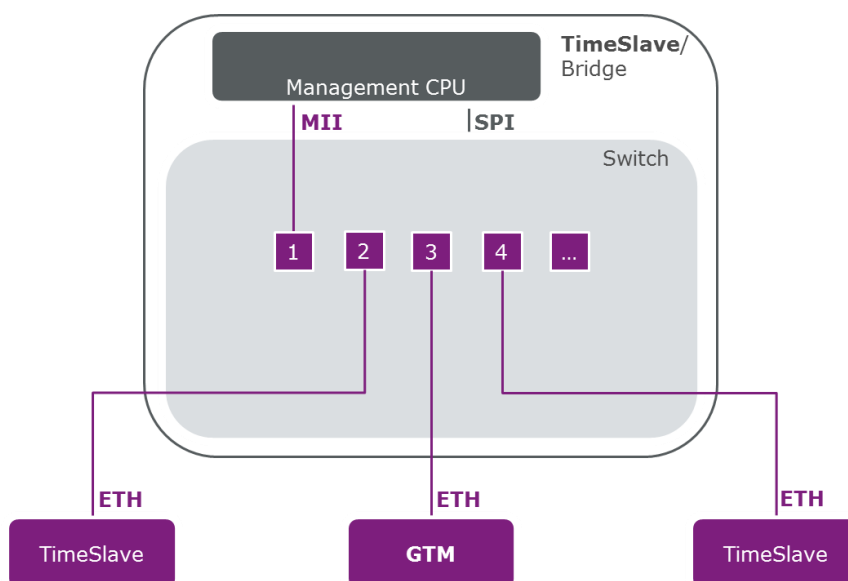 TimeSlave/
Bridge
Management CPU
MII
SPI
Switch
1
2
3
4
...
ETH
ETH
ETH
TimeSlave
GTM
TimeSlave